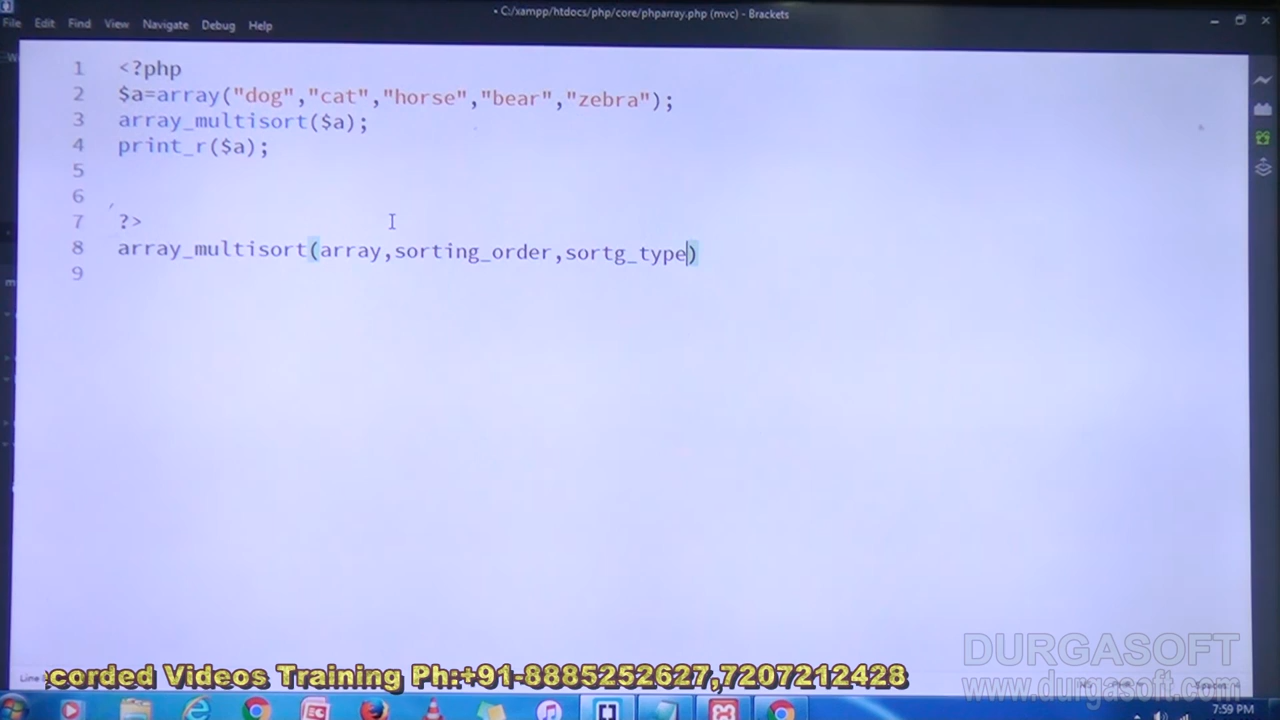 C:/xampp/htdocs/php/core/phparray.php (mvc) - Brackets
File Edit Find View Navigate Debug Help
1 <?php
2 $a=array("dog","cat","horse","bear","zebra");
3 array_multisort($a);
4 print_r($a);
5
6
7 ?>
8 array_multisort(array,sorting_order,sortg_type)
9
DURGASOFT
www.durgasoft.com
Line
corded Videos Training Ph:+91-8885252627,7207212428
7:59 PM